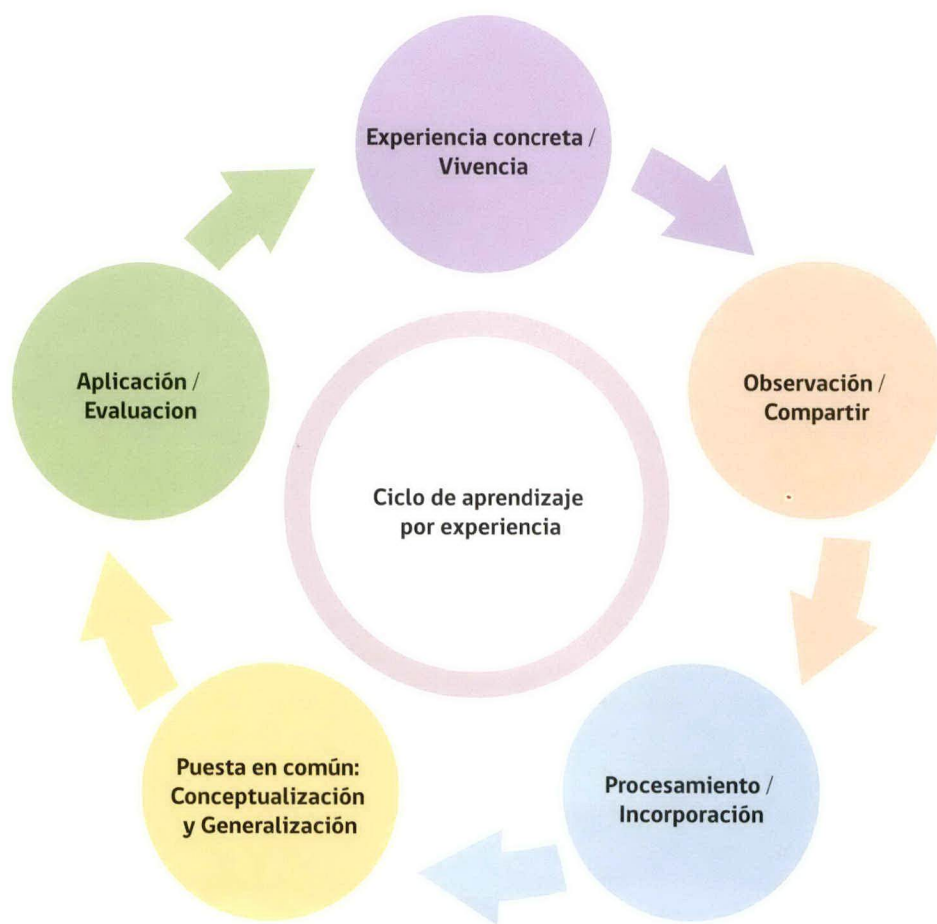 Experiencia concreta /
Vivencia
Observación /
Compartir
Procesamiento /
Incorporación
Puesta en común:
Conceptualización
y Generalización
Aplicación /
Evaluacion
Ciclo de aprendizaje
por experiencia